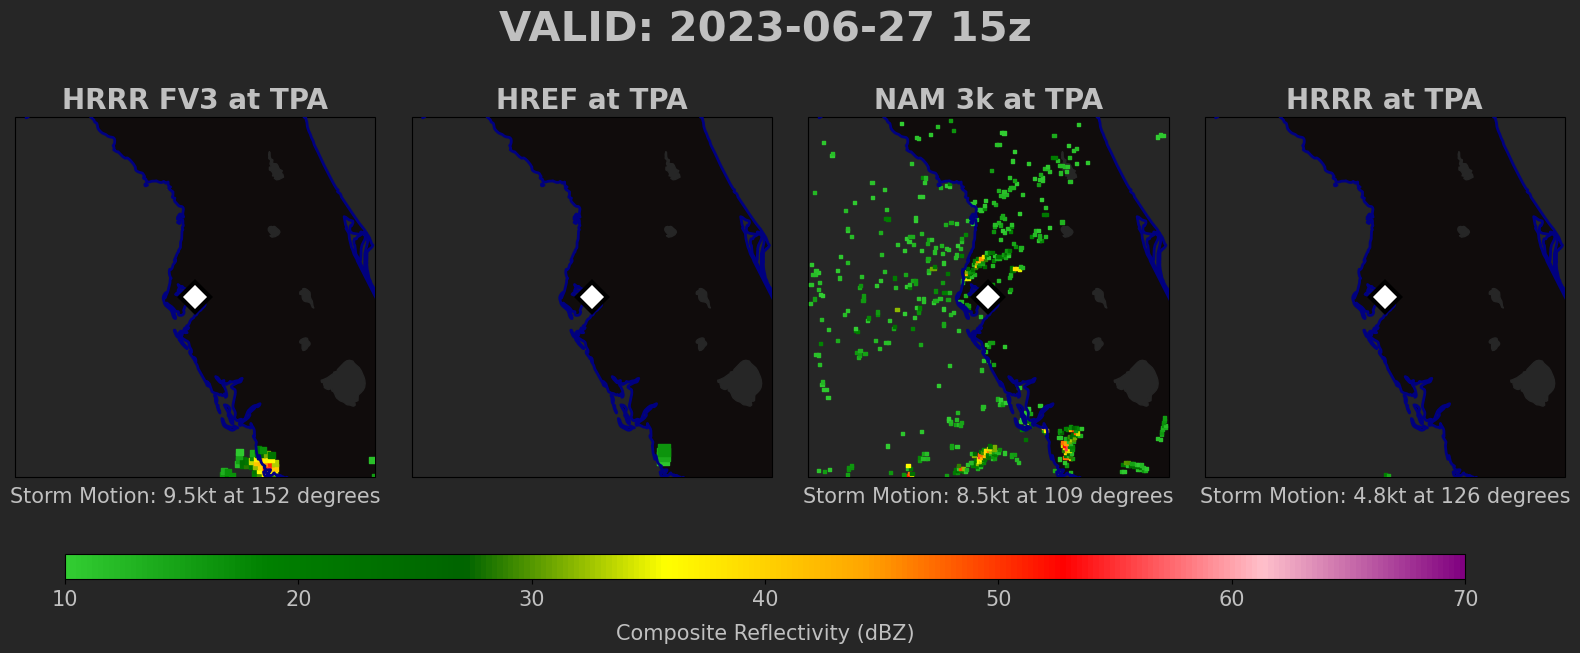 VALID: 2023-06-27 15z
HRRR FV3 at TPA
HREF at TPA
NAM 3k at TPA
HRRR at TPA
Storm Motion: 9.5kt at 152 degrees
Storm Motion: 8.5kt at 109 degrees
Storm Motion: 4.8kt at 126 degrees
10 20 30 40 50 60 70
Composite Reflectivity (dBZ)